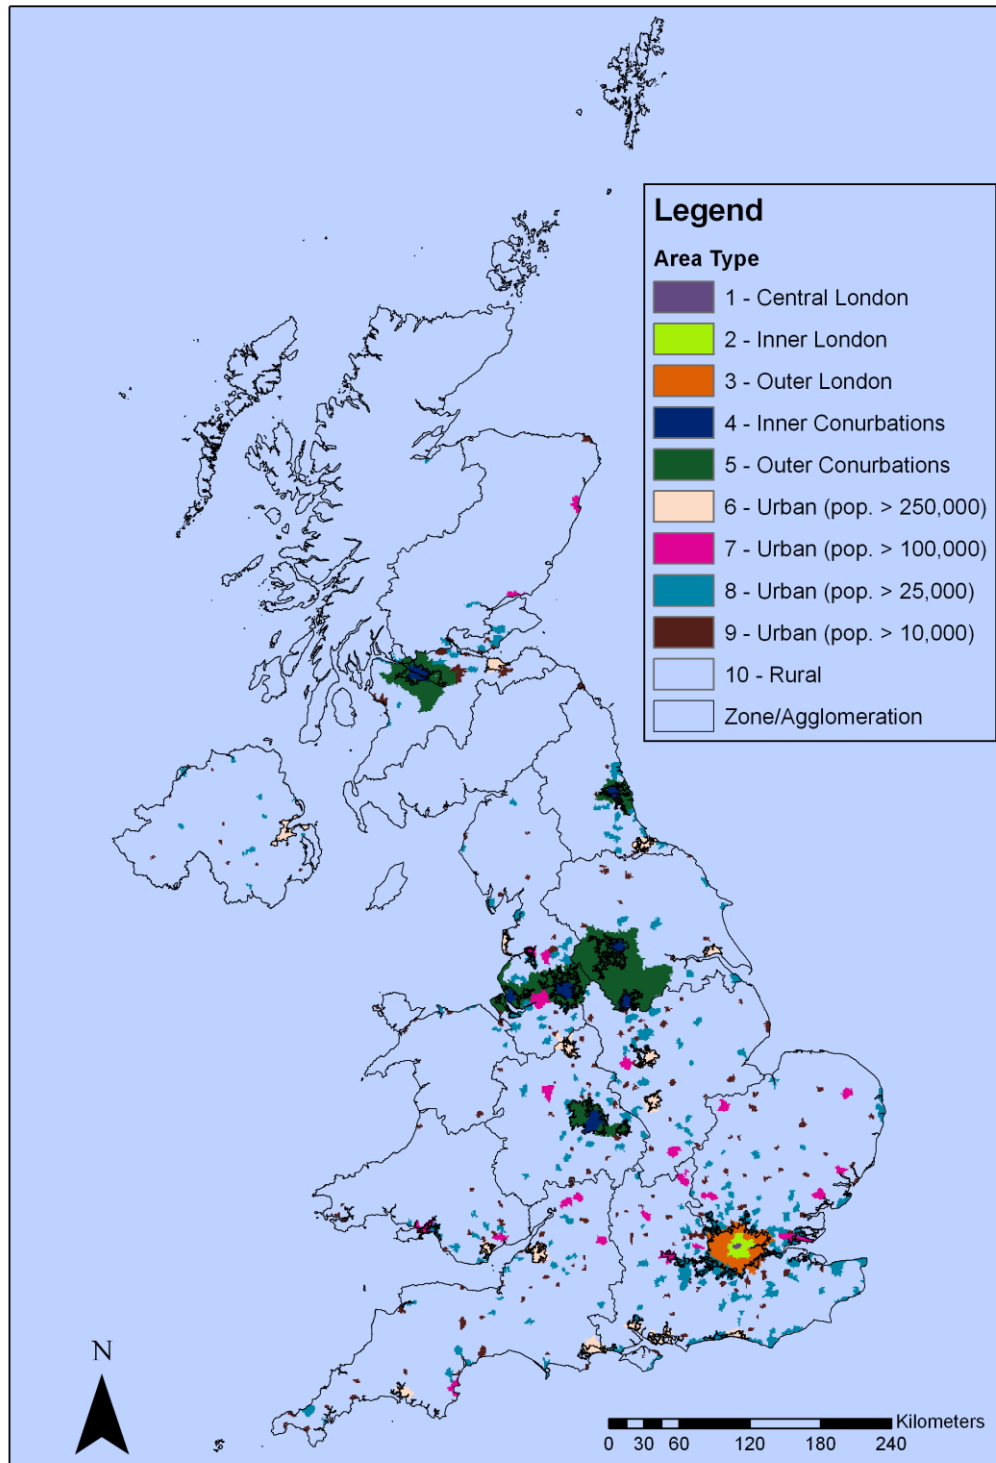 Legend
Area Type
1 - Central London
2 - Inner London
3 - Outer London
4 - Inner Conurbations
5 - Outer Conurbations
6 - Urban (pop. > 250,000)
7 - Urban (pop. > 100,000)
8 - Urban (pop. > 25,000)
9 - Urban (pop. > 10,000)
10 - Rural
Zone/Agglomeration
N
Kilometers
0 30 60 120 180 240